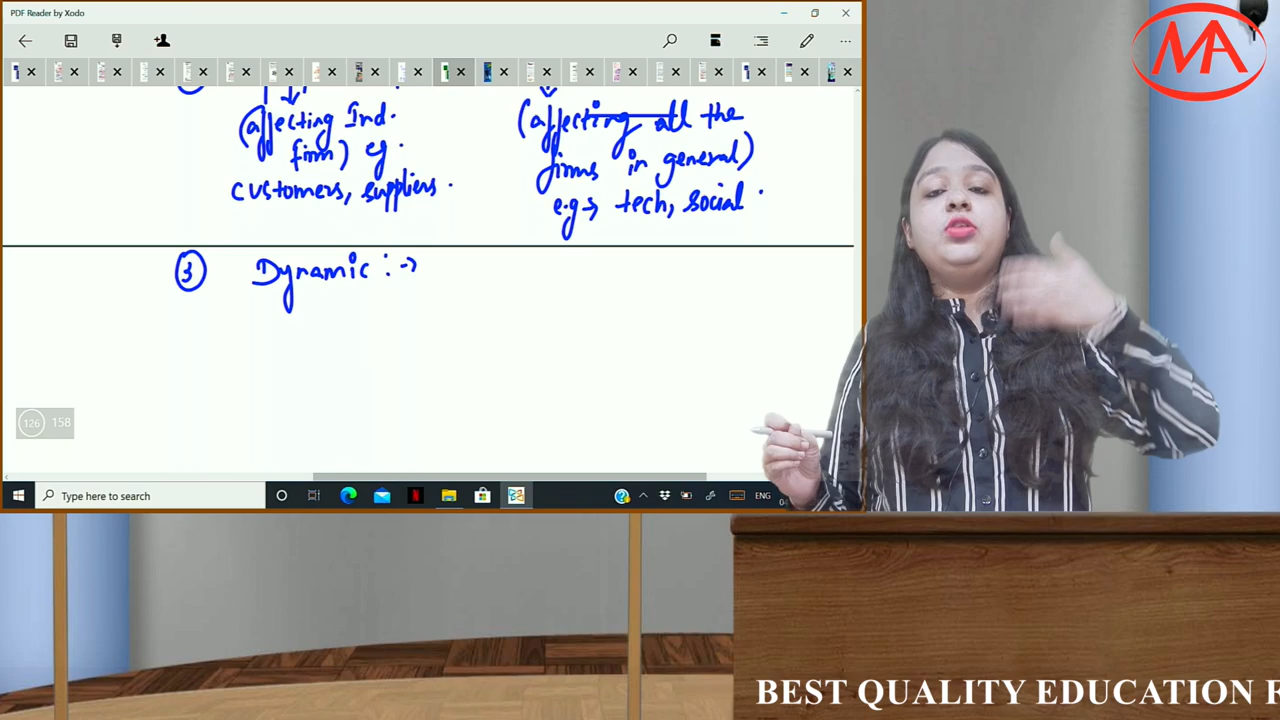 PDF Reader by Xodo
MA
(affecting Ind.
firm) eg.
customers, suppliers.
(affecting all the
firms in general)
e.g → tech, social.
③ Dynamic :→
126 158
Type here to search
ENG
BEST QUALITY EDUCATION